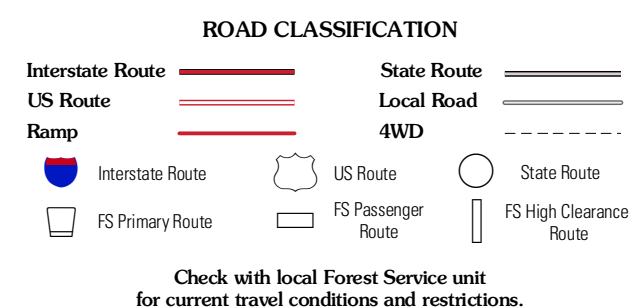 ROAD CLASSIFICATION
Interstate Route
State Route
US Route
Local Road
Ramp
4WD
Interstate Route
US Route
State Route
FS Primary Route
FS Passenger
Route
FS High Clearance
Route
Check with local Forest Service unit
for current travel conditions and restrictions.